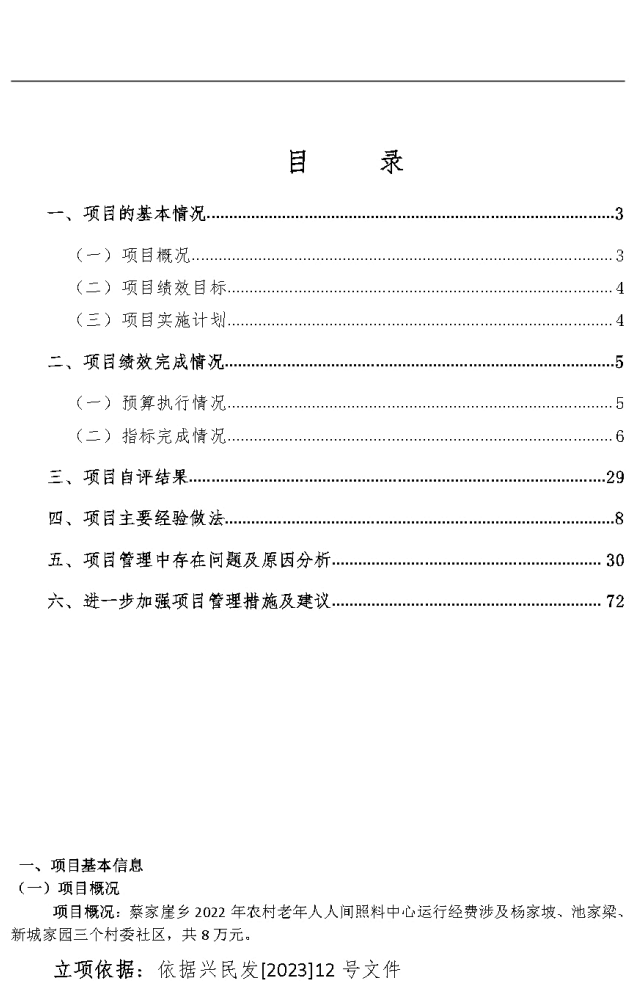 目 录
一、项目的基本情况........................................3
（一）项目概况........................................3
（二）项目绩效目标........................................4
（三）项目实施计划........................................4
二、项目绩效完成情况........................................5
（一）预算执行情况........................................5
（二）指标完成情况........................................6
三、项目自评结果........................................29
四、项目主要经验做法........................................8
五、项目管理中存在问题及原因分析........................................30
六、进一步加强项目管理措施及建议........................................72
一、项目基本信息
（一）项目概况
项目概况：蔡家崖乡 2022 年农村老年人人间照料中心运行经费涉及杨家坡、池家梁、
新城家园三个村委社区，共 8 万元。
立项依据：依据兴民发[2023]12 号文件